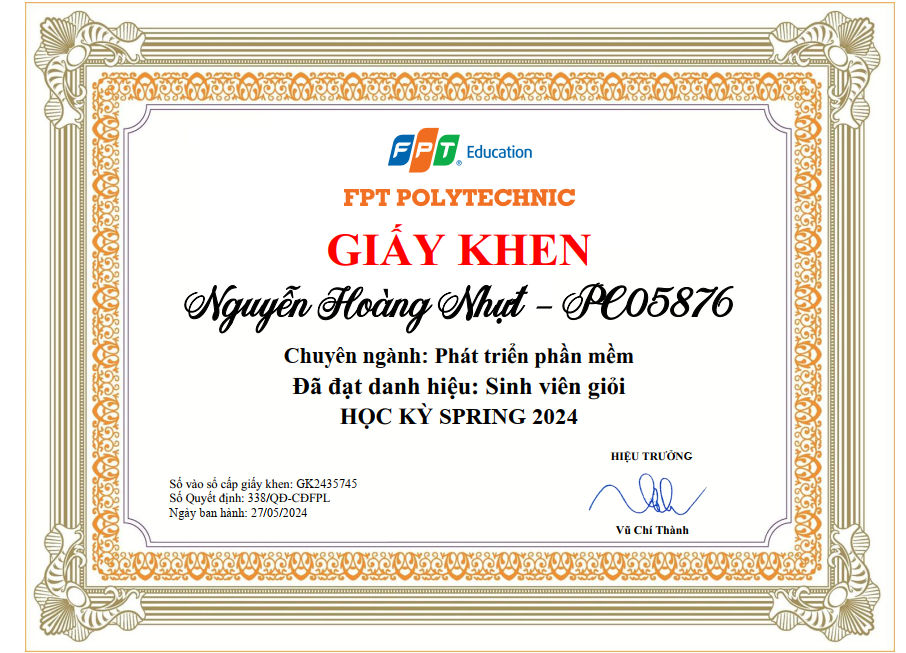 FPT Education
FPT POLYTECHNIC
GIẤY KHEN
Nguyễn Hoàng Nhựt - PC05876
Chuyên ngành: Phát triển phần mềm
Đã đạt danh hiệu: Sinh viên giỏi
HỌC KỲ SPRING 2024
HIỆU TRƯỞNG
Số vào sổ cấp giấy khen: GK2435745
Số Quyết định: 338/QĐ-CĐFPL
Ngày ban hành: 27/05/2024
Vũ Chí Thành